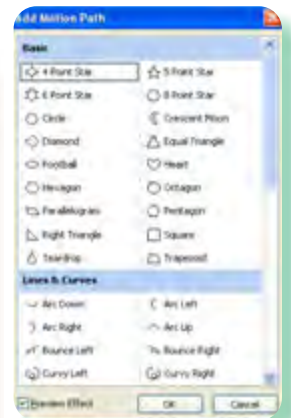 Add Motion Path
Basic
4 Point Star 5 Point Star
6 Point Star 8 Point Star
Circle Crescent Moon
Diamond Equal Triangle
Football Heart
Hexagon Octagon
Parallelogram Pentagon
Right Triangle Square
Teardrop Trapezoid
Lines & Curves
Arc Down Arc Left
Arc Right Arc Up
Bounce Left Bounce Right
Curvy Left Curvy Right
Preview Effect OK Cancel